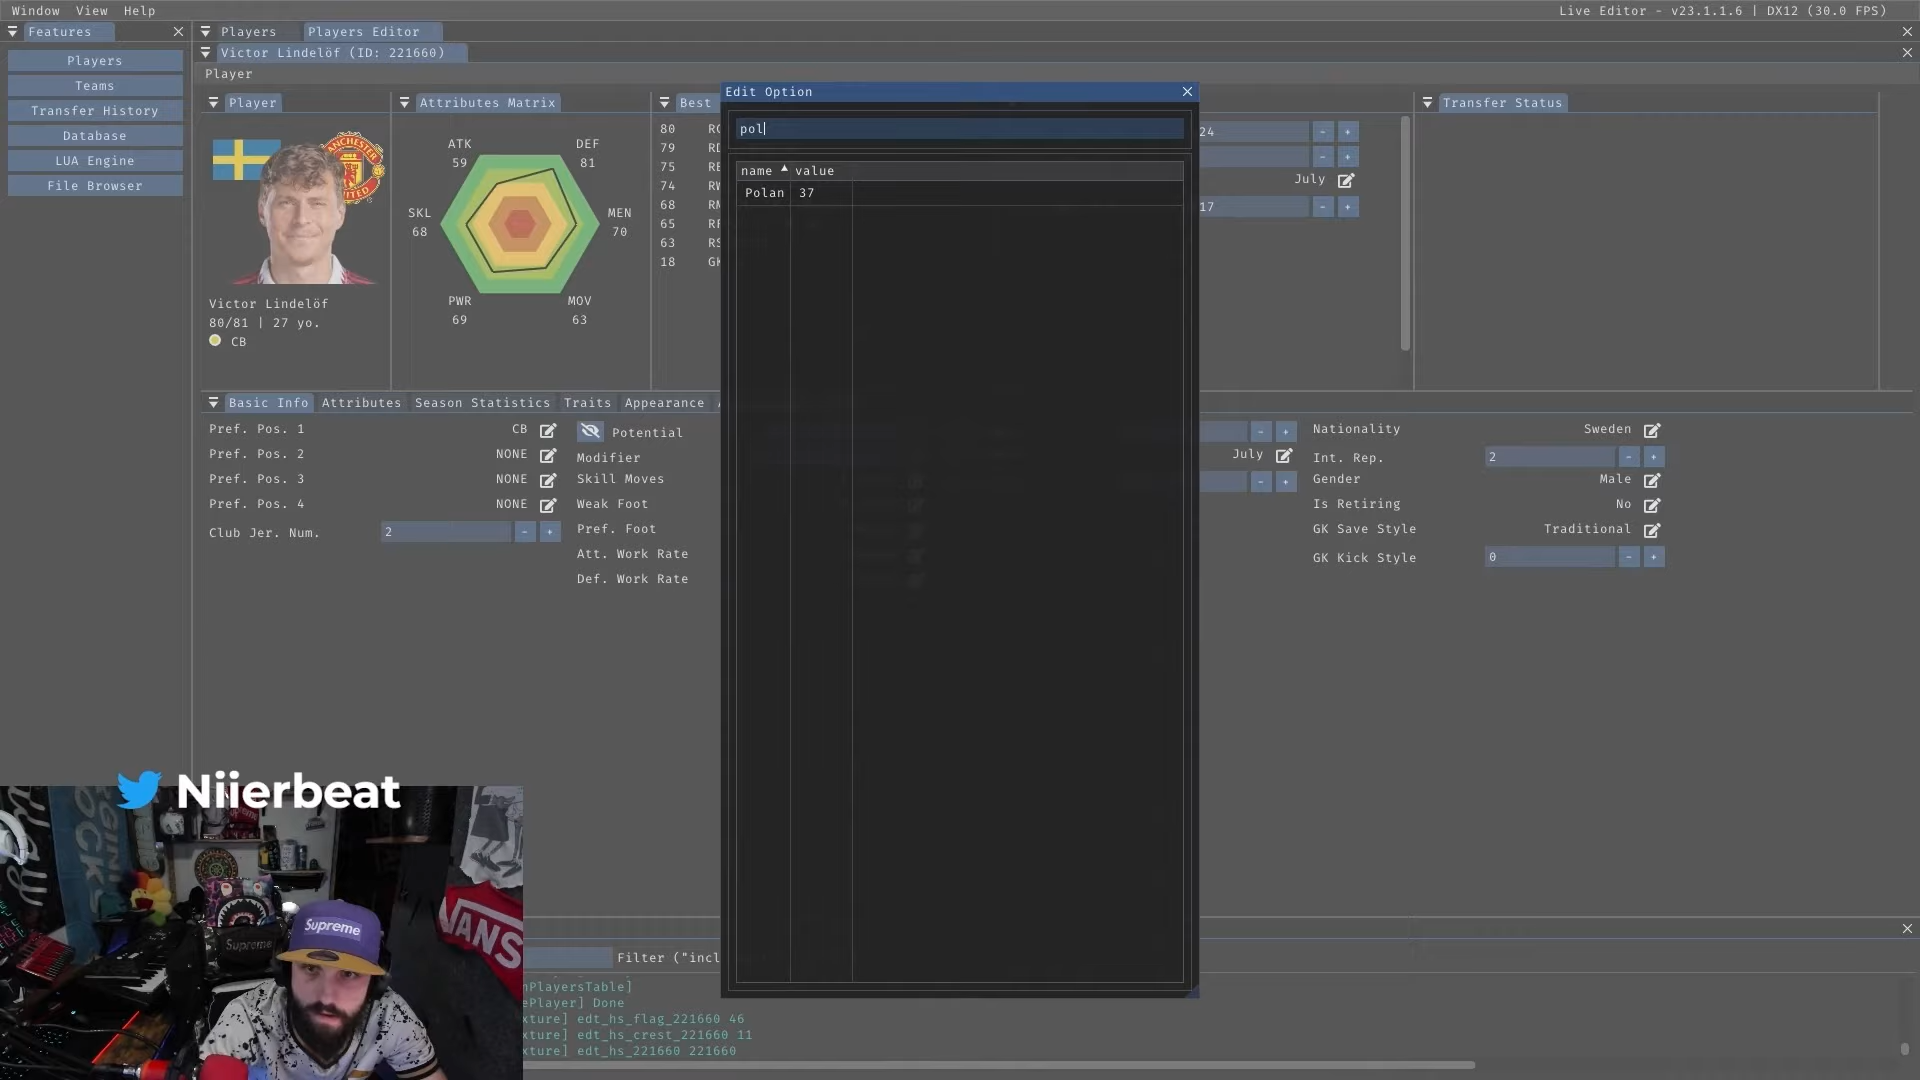 Window View Help
Live Editor - v23.1.1.6 | DX12 (30.0 FPS)
Features
Players
Teams
Transfer History
Database
LUA Engine
File Browser
Players
Players Editor
Victor Lindelöf (ID: 221660)
Player
Player
Victor Lindelöf
80/81 | 27 yo.
CB
Attributes Matrix
ATK
59
DEF
81
SKL
68
MEN
70
PWR
69
MOV
63
Best
80
79
75
74
68
65
63
18
Edit Option
pol
name value
Polan 37
24
July
17
Transfer Status
Basic Info Attributes Season Statistics Traits Appearance
Pref. Pos. 1 CB
Pref. Pos. 2 NONE
Pref. Pos. 3 NONE
Pref. Pos. 4 NONE
Club Jer. Num. 2
Potential
Modifier
Skill Moves
Weak Foot
Pref. Foot
Att. Work Rate
Def. Work Rate
July
Nationality Sweden
Int. Rep. 2
Gender Male
Is Retiring No
GK Save Style Traditional
GK Kick Style 0
Niierbeat
Supreme
Supreme
VANS
Filter ("incl
nPlayersTable]
ePlayer] Done
xture] edt_hs_flag_221660 46
xture] edt_hs_crest_221660 11
xture] edt_hs_221660 221660